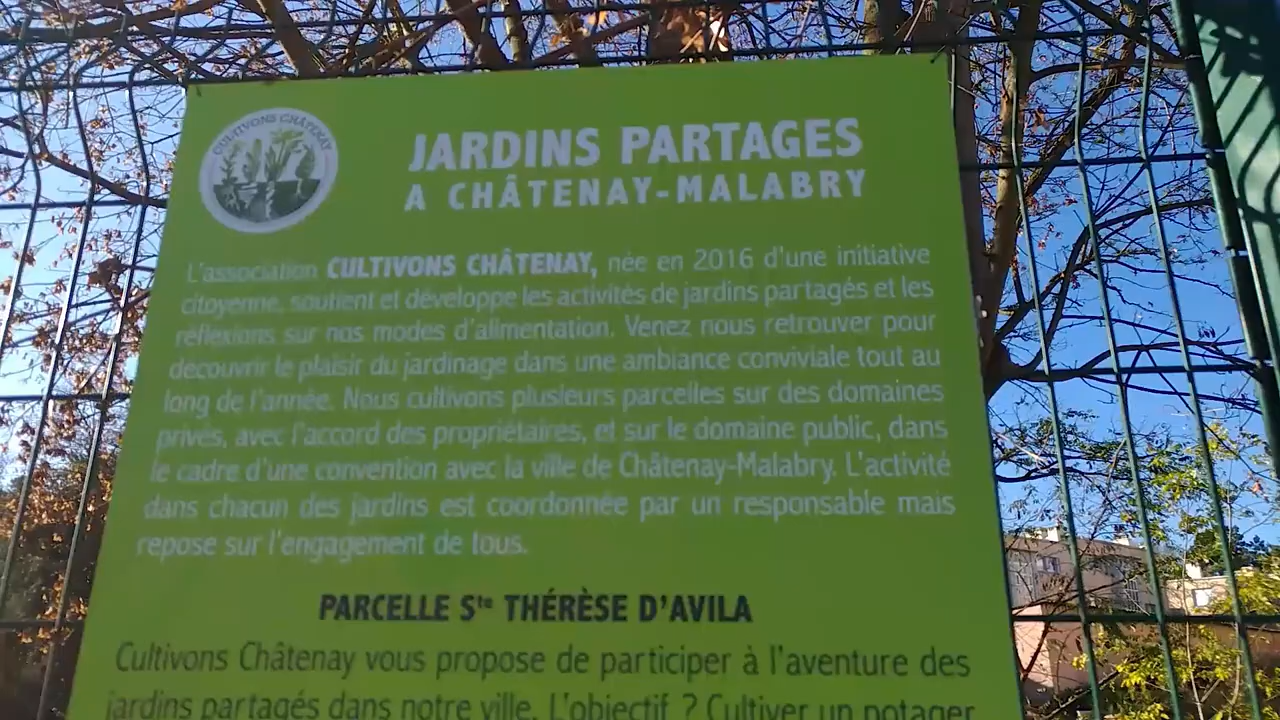 CULTIVONS CHÂTENAY
JARDINS PARTAGES
A CHÂTENAY-MALABRY
L'association CULTIVONS CHÂTENAY, née en 2016 d'une initiative
citoyenne, soutient et développe les activités de jardins partagés et les
réflexions sur nos modes d'alimentation. Venez nous retrouver pour
decouvrir le plaisir du jardinage dans une ambiance conviviale tout au
long de l'année. Nous cultivons plusieurs parcelles sur des domaines
privés, avec l'accord des propriétaires, et sur le domaine public, dans
le cadre d'une convention avec la ville de Châtenay-Malabry. L'activité
dans chacun des jardins est coordonnée par un responsable mais
repose sur l'engagement de tous.
PARCELLE Ste THÉRÈSE D'AVILA
Cultivons Châtenay vous propose de participer à l'aventure des
jardins partagés dans notre ville. L'objectif ? Cultiver un potager